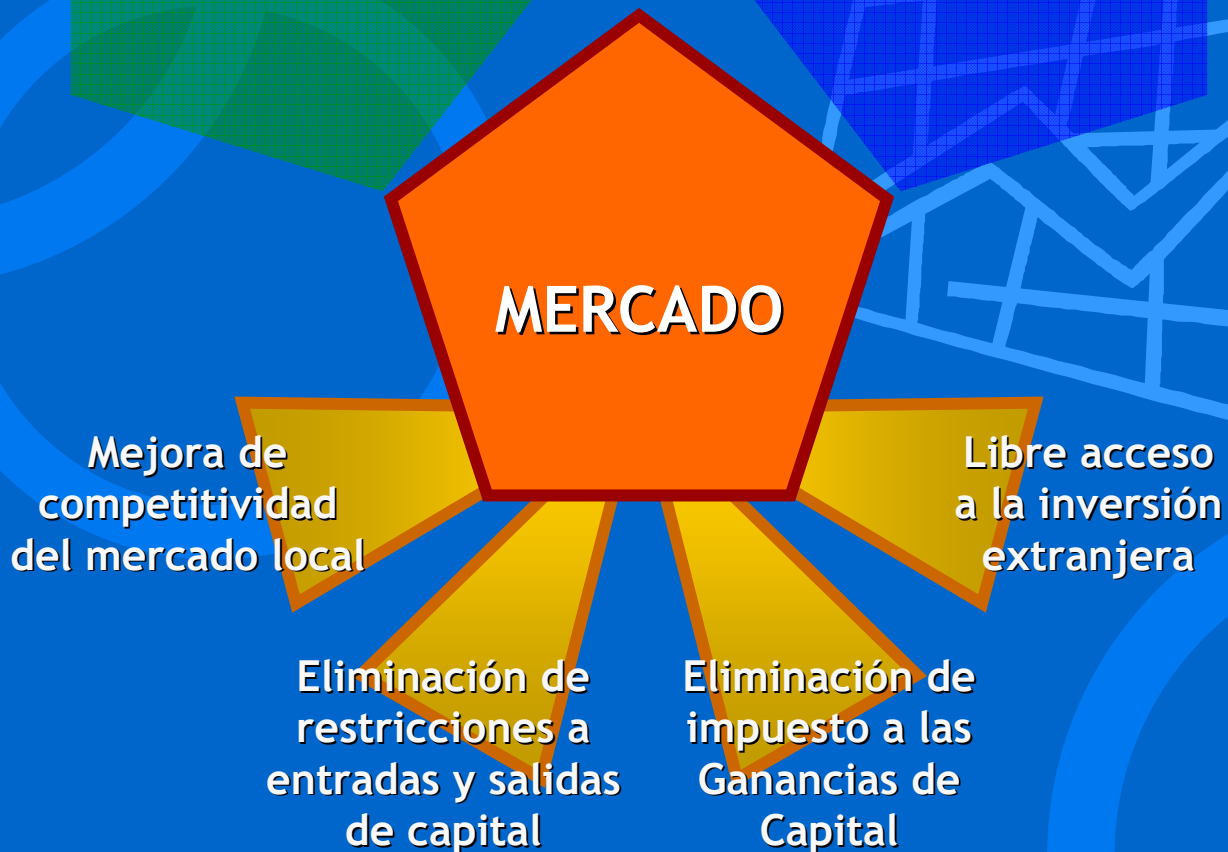 MERCADO
Mejora de
competitividad
del mercado local
Libre acceso
a la inversión
extranjera
Eliminación de
restricciones a
entradas y salidas
de capital
Eliminación de
impuesto a las
Ganancias de
Capital